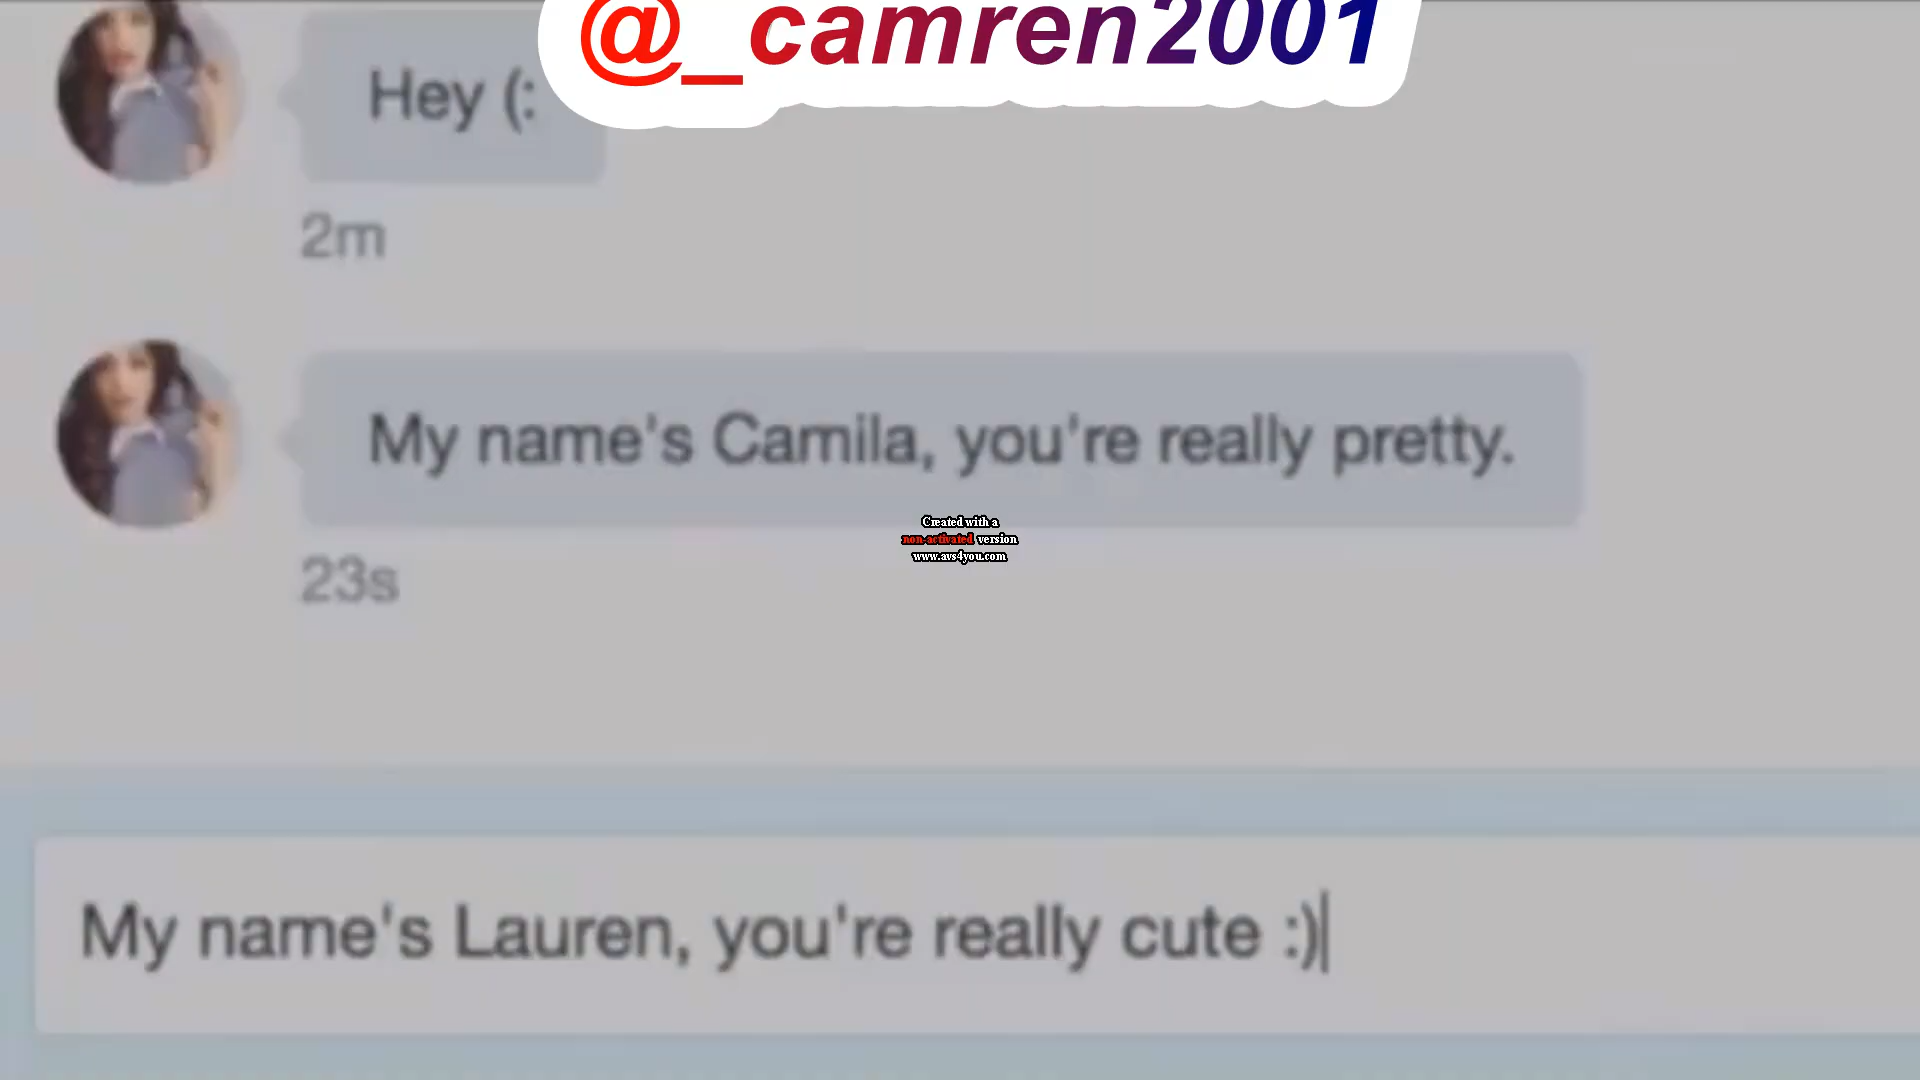 @_camren2001
Hey (:
2m
My name's Camila, you're really pretty.
Created with a
non-activated version
www.avs4you.com
23s
My name's Lauren, you're really cute :)